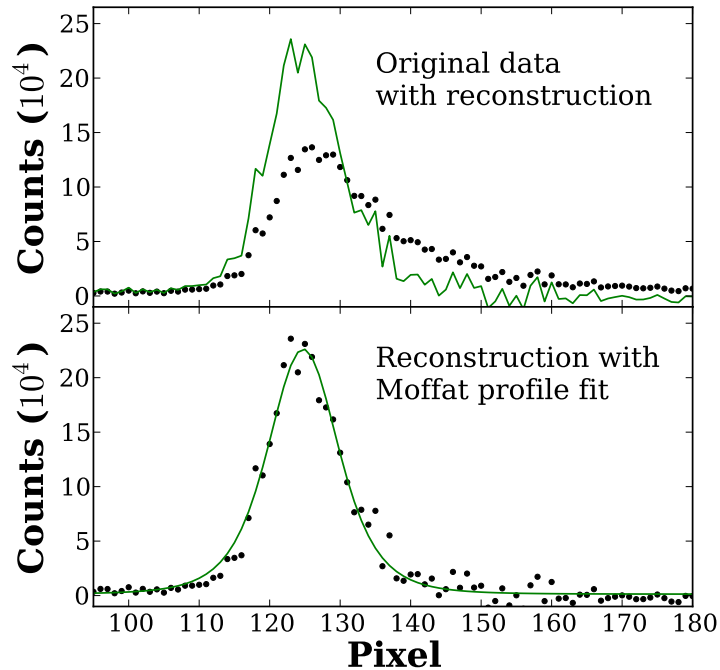 25
20
15
10
5
0
Counts (10⁴)
Original data
with reconstruction
25
20
15
10
5
0
Counts (10⁴)
Reconstruction with
Moffat profile fit
100 110 120 130 140 150 160 170 180
Pixel